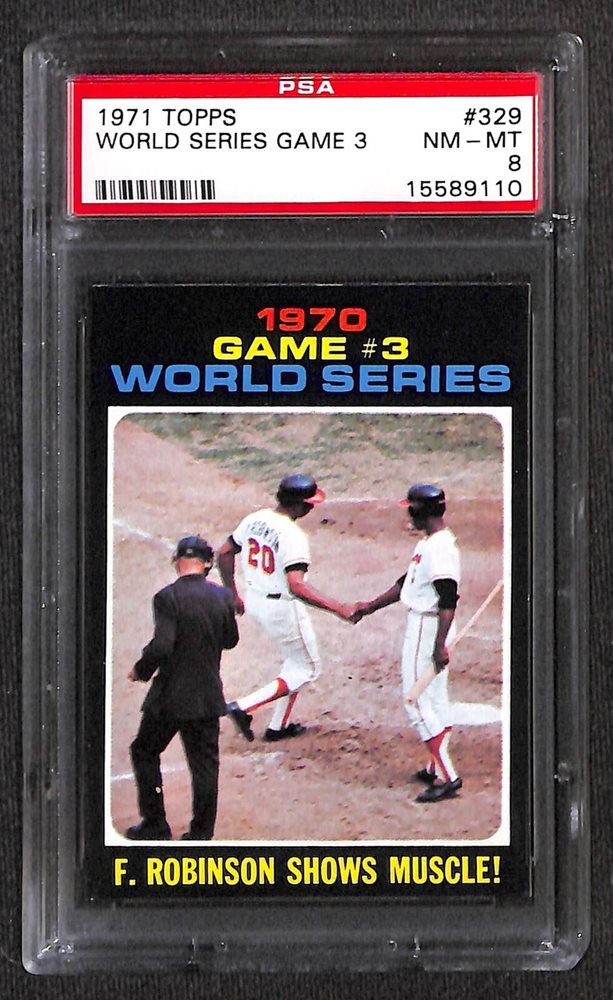 PSA
1971 TOPPS #329
WORLD SERIES GAME 3 NM - MT
8
15589110
1970
GAME #3
WORLD SERIES
ROBINSON
20
F. ROBINSON SHOWS MUSCLE!